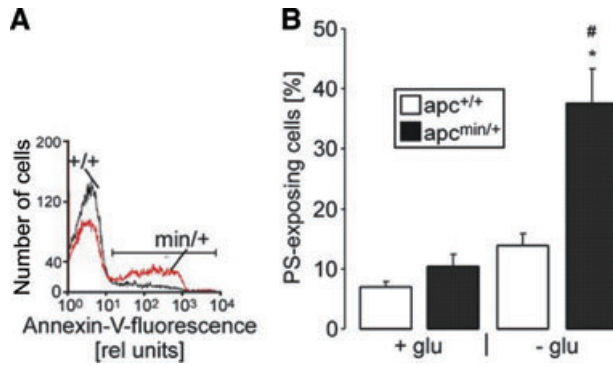 A
Number of cells
200
120
80
40
0
+/+
min/+
10⁰ 10¹ 10² 10³ 10⁴
Annexin-V-fluorescence
[rel units]
B
PS-exposing cells [%]
50
40
30
20
10
0
#
*
apc+/+
apcmin/+
+ glu | - glu